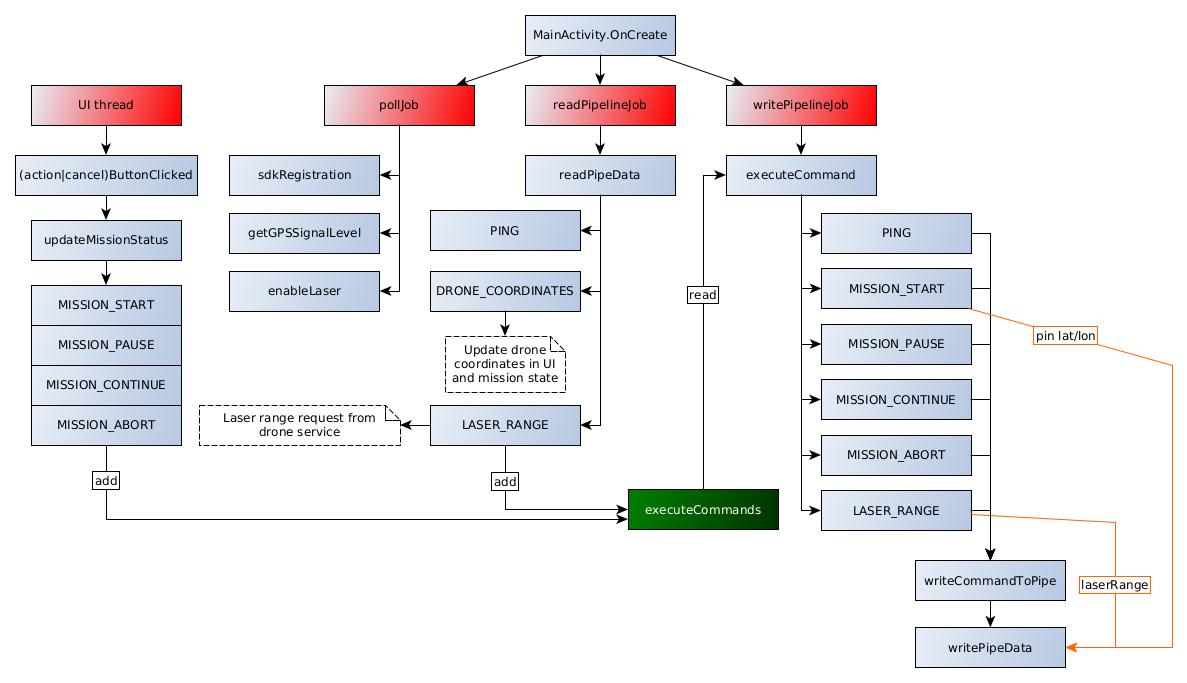 MainActivity.OnCreate
UI thread
pollJob
readPipelineJob
writePipelineJob
(action|cancel)ButtonClicked
sdkRegistration
readPipeData
executeCommand
updateMissionStatus
getGPSSignalLevel
PING
PING
MISSION_START
MISSION_PAUSE
MISSION_CONTINUE
MISSION_ABORT
enableLaser
DRONE_COORDINATES
Update drone
coordinates in UI
and mission state
Laser range request from
drone service
LASER_RANGE
read
MISSION_START
pin lat/lon
MISSION_PAUSE
MISSION_CONTINUE
MISSION_ABORT
LASER_RANGE
add
add
executeCommands
writeCommandToPipe
laserRange
writePipeData